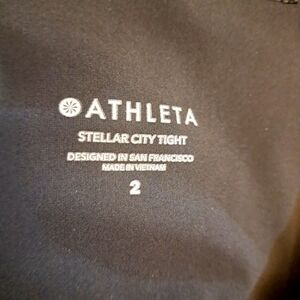 ATHLETA
STELLAR CITY TIGHT
DESIGNED IN SAN FRANCISCO
MADE IN VIETNAM
2